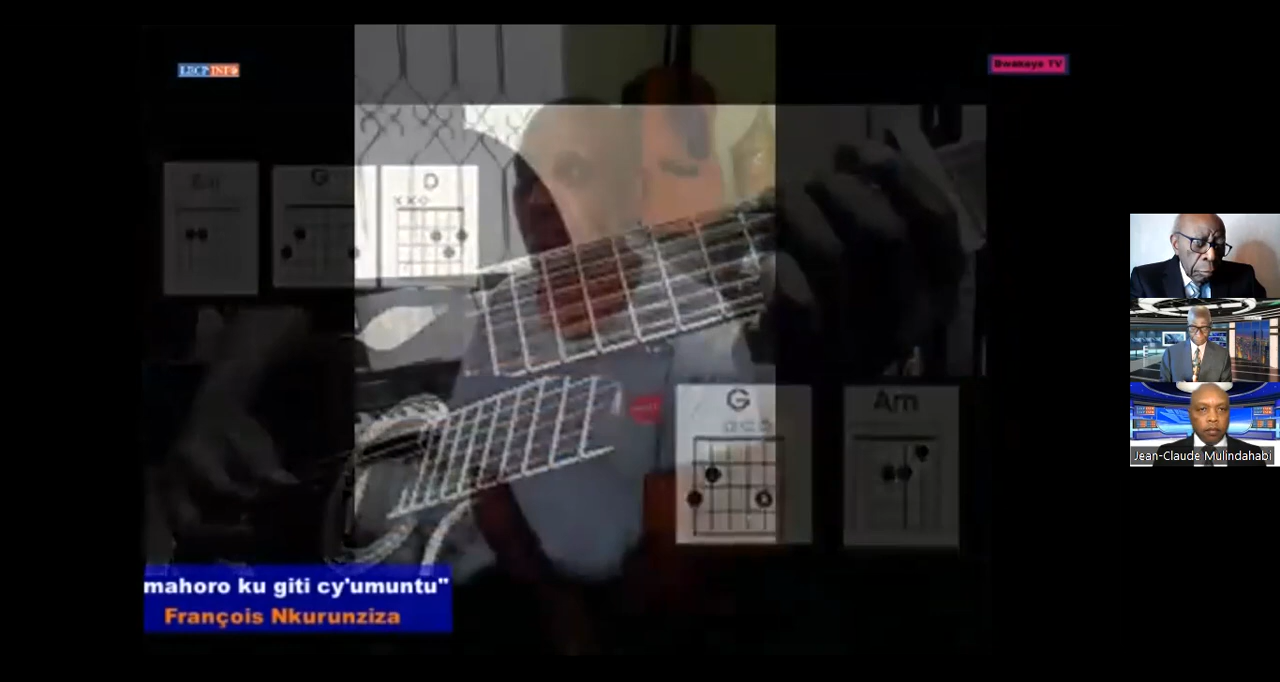 LECP INFO
Bwakeye TV
Em
G
D
x x o
G
Am
mahoro ku giti cy'umuntu"
François Nkurunziza
Jean-Claude Mulindahabi